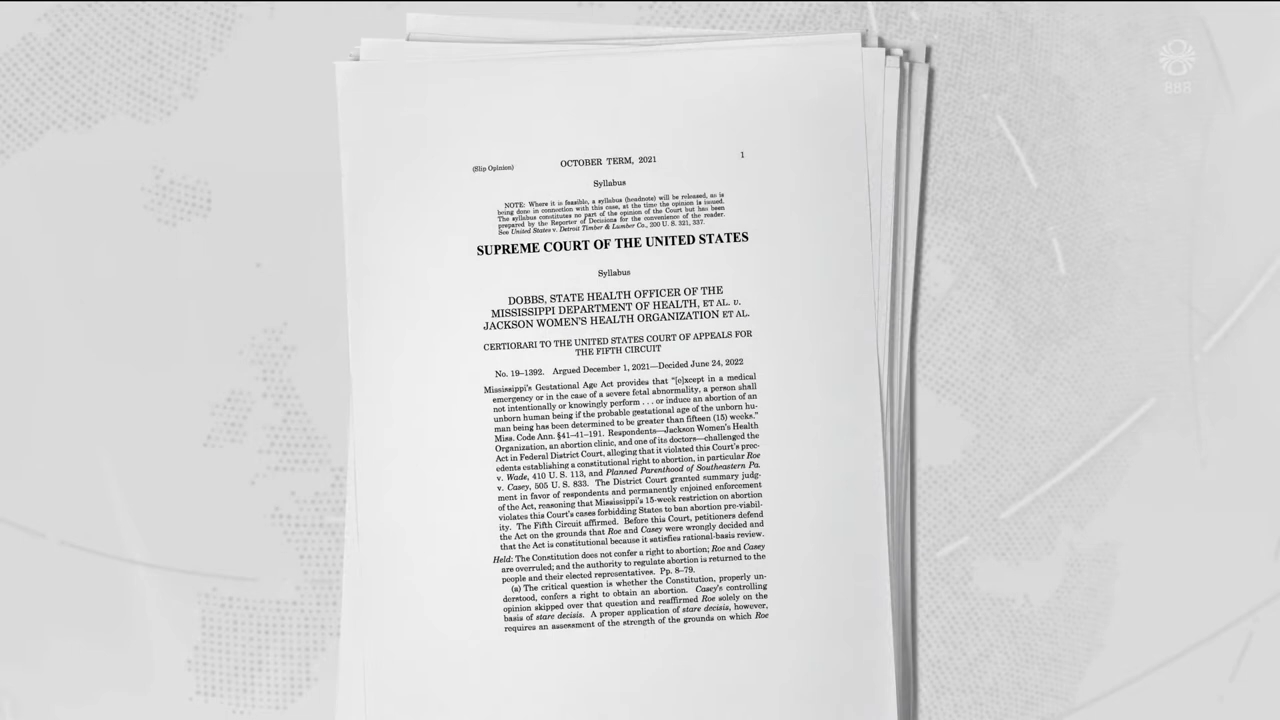 888
(Slip Opinion) OCTOBER TERM, 2021 1
Syllabus
NOTE: Where it is feasible, a syllabus (headnote) will be released, as is
being done in connection with this case, at the time the opinion is issued.
The syllabus constitutes no part of the opinion of the Court but has been
prepared by the Reporter of Decisions for the convenience of the reader.
See United States v. Detroit Timber & Lumber Co., 200 U. S. 321, 337.
SUPREME COURT OF THE UNITED STATES
Syllabus
DOBBS, STATE HEALTH OFFICER OF THE
MISSISSIPPI DEPARTMENT OF HEALTH, ET AL. v.
JACKSON WOMEN'S HEALTH ORGANIZATION ET AL.
CERTIORARI TO THE UNITED STATES COURT OF APPEALS FOR
THE FIFTH CIRCUIT
No. 19–1392. Argued December 1, 2021—Decided June 24, 2022
Mississippi's Gestational Age Act provides that "[e]xcept in a medical
emergency or in the case of a severe fetal abnormality, a person shall
not intentionally or knowingly perform . . . or induce an abortion of an
unborn human being if the probable gestational age of the unborn hu-
man being has been determined to be greater than fifteen (15) weeks."
Miss. Code Ann. §41–41–191. Respondents—Jackson Women's Health
Organization, an abortion clinic, and one of its doctors—challenged the
Act in Federal District Court, alleging that it violated this Court's prec-
edents establishing a constitutional right to abortion, in particular Roe
v. Wade, 410 U. S. 113, and Planned Parenthood of Southeastern Pa.
v. Casey, 505 U. S. 833. The District Court granted summary judg-
ment in favor of respondents and permanently enjoined enforcement
of the Act, reasoning that Mississippi's 15-week restriction on abortion
violates this Court's cases forbidding States to ban abortion pre-viabil-
ity. The Fifth Circuit affirmed. Before this Court, petitioners defend
the Act on the grounds that Roe and Casey were wrongly decided and
that the Act is constitutional because it satisfies rational-basis review.
Held: The Constitution does not confer a right to abortion; Roe and Casey
are overruled; and the authority to regulate abortion is returned to the
people and their elected representatives. Pp. 8–79.
(a) The critical question is whether the Constitution, properly un-
derstood, confers a right to obtain an abortion. Casey's controlling
opinion skipped over that question and reaffirmed Roe solely on the
basis of stare decisis. A proper application of stare decisis, however,
requires an assessment of the strength of the grounds on which Roe